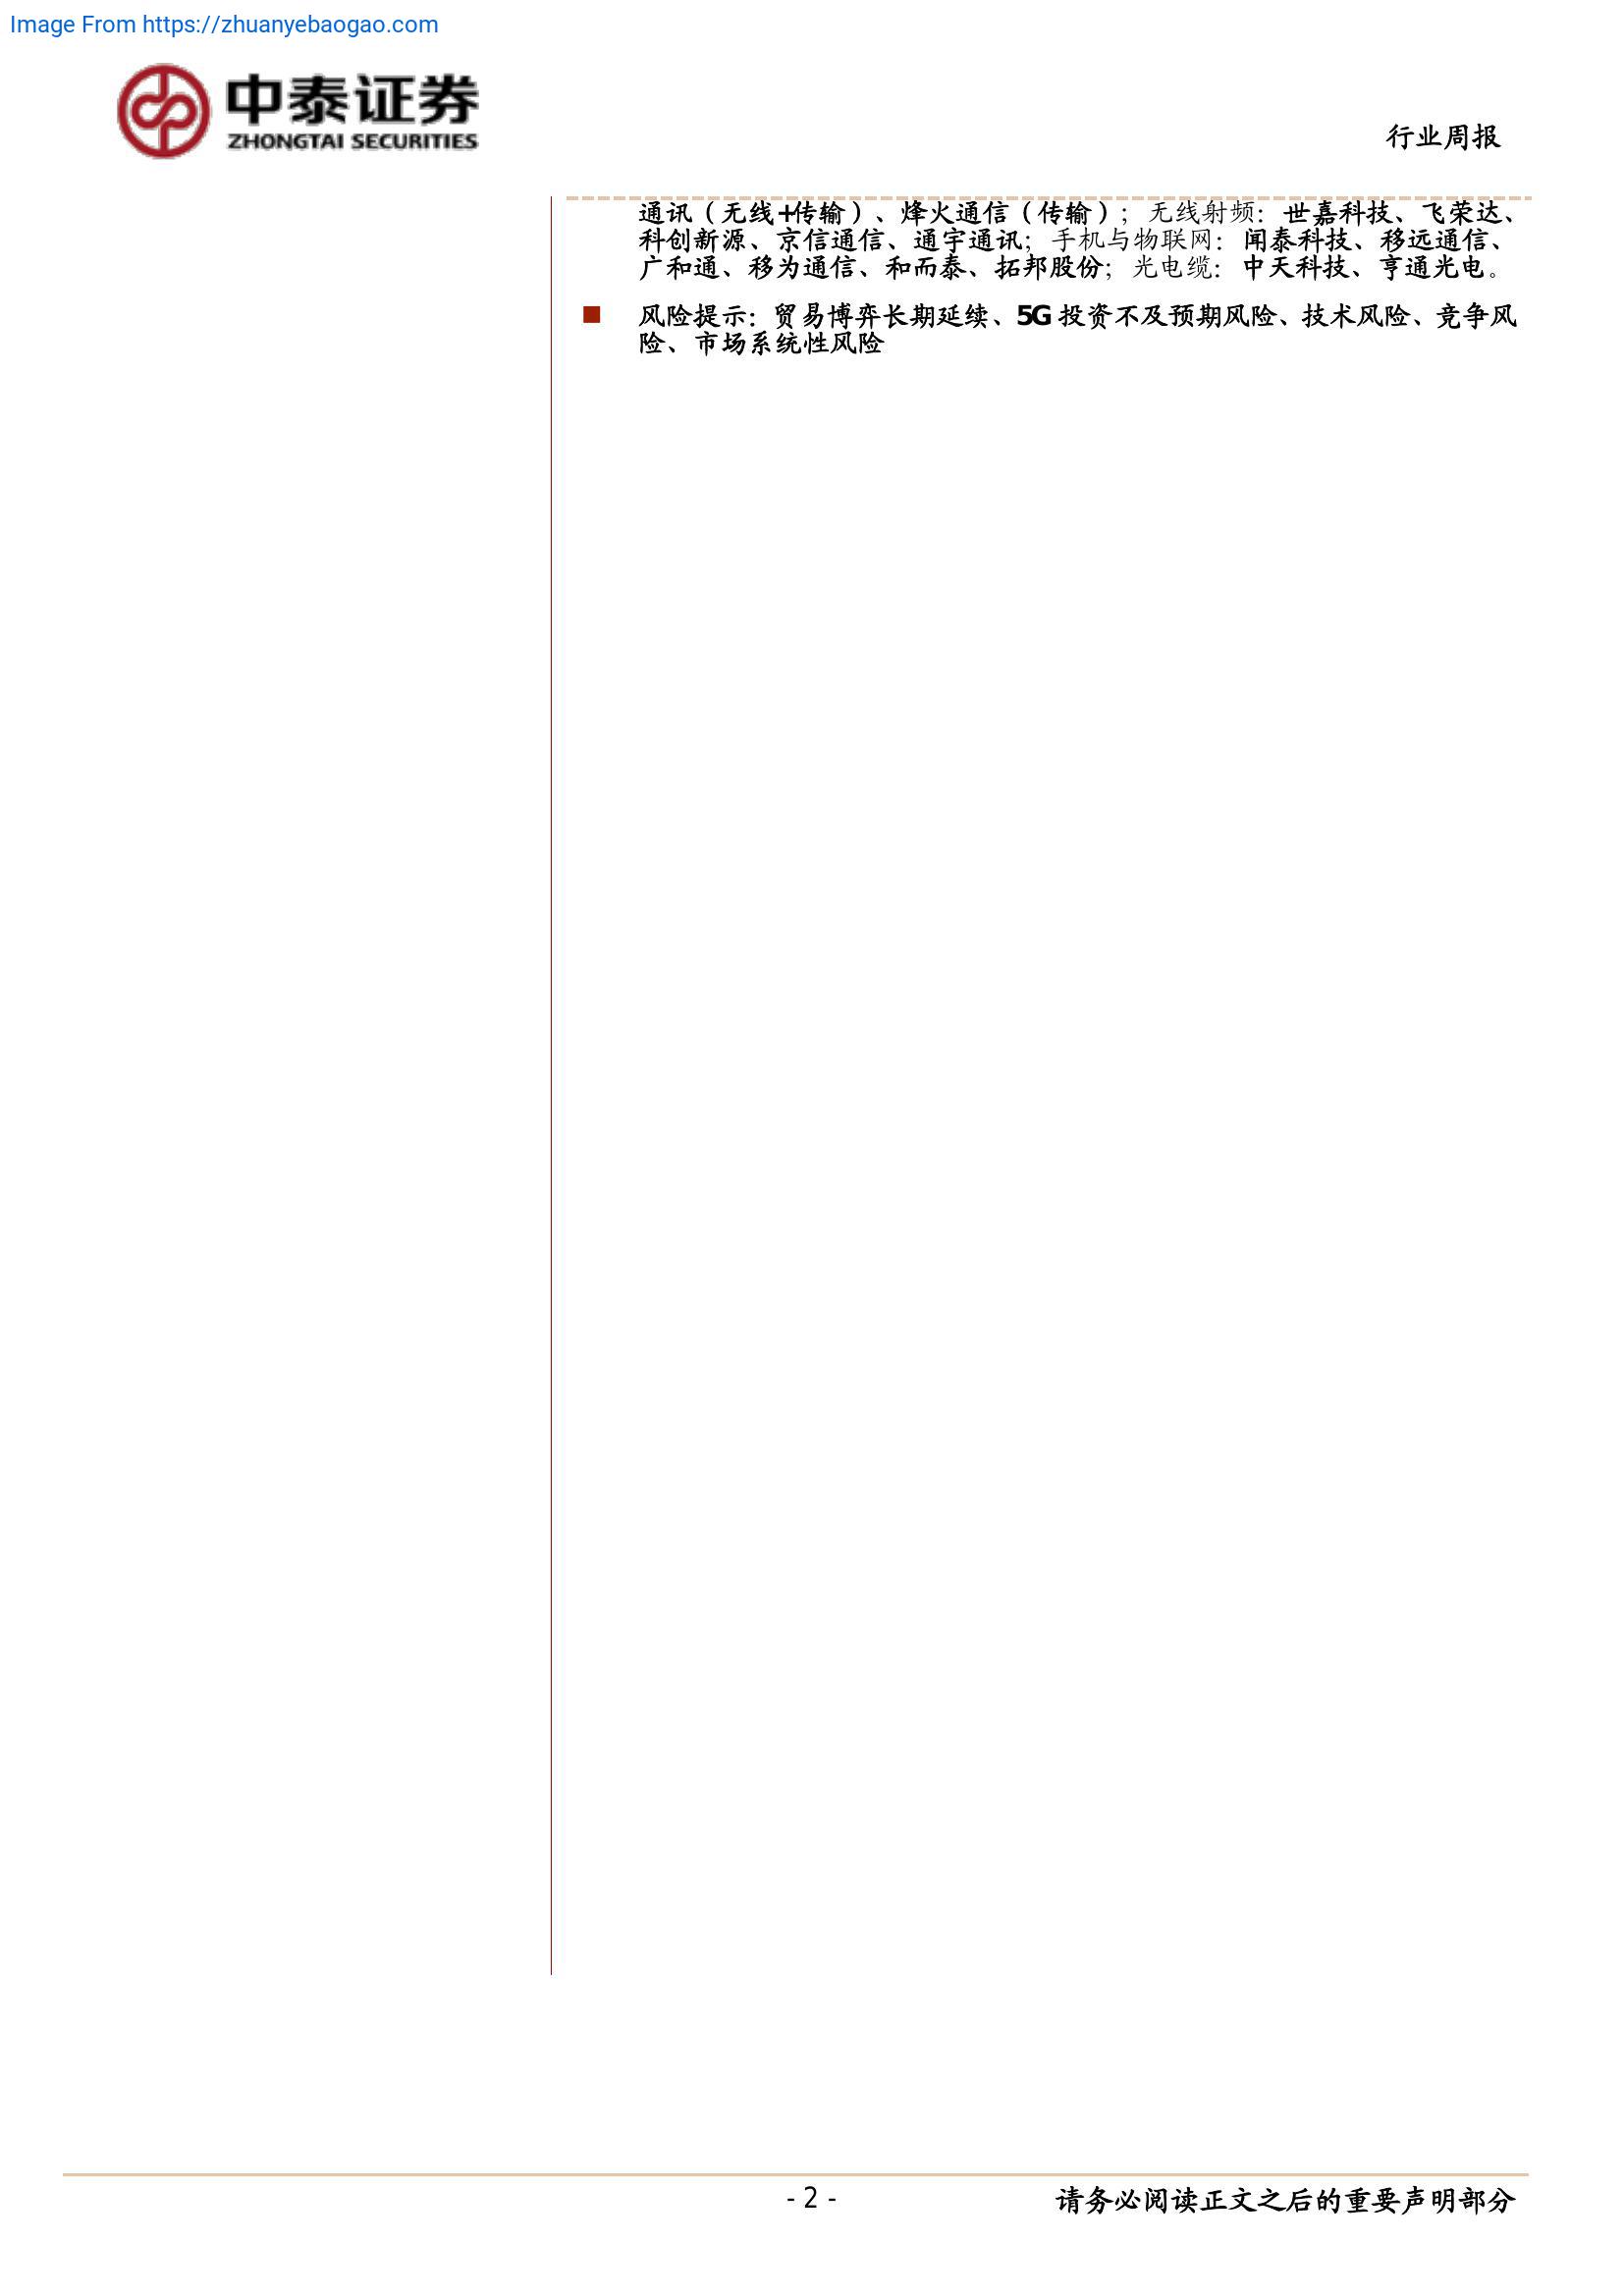 Image From https://zhuanyebaogao.com
中泰证券
ZHONGTAI SECURITIES
行业周报
通讯（无线+传输）、烽火通信（传输）；无线射频：世嘉科技、飞荣达、
科创新源、京信通信、通宇通讯；手机与物联网：闻泰科技、移远通信、
广和通、移为通信、和而泰、拓邦股份；光电缆：中天科技、亨通光电。
■ 风险提示：贸易博弈长期延续、5G 投资不及预期风险、技术风险、竞争风
险、市场系统性风险
- 2 -
请务必阅读正文之后的重要声明部分